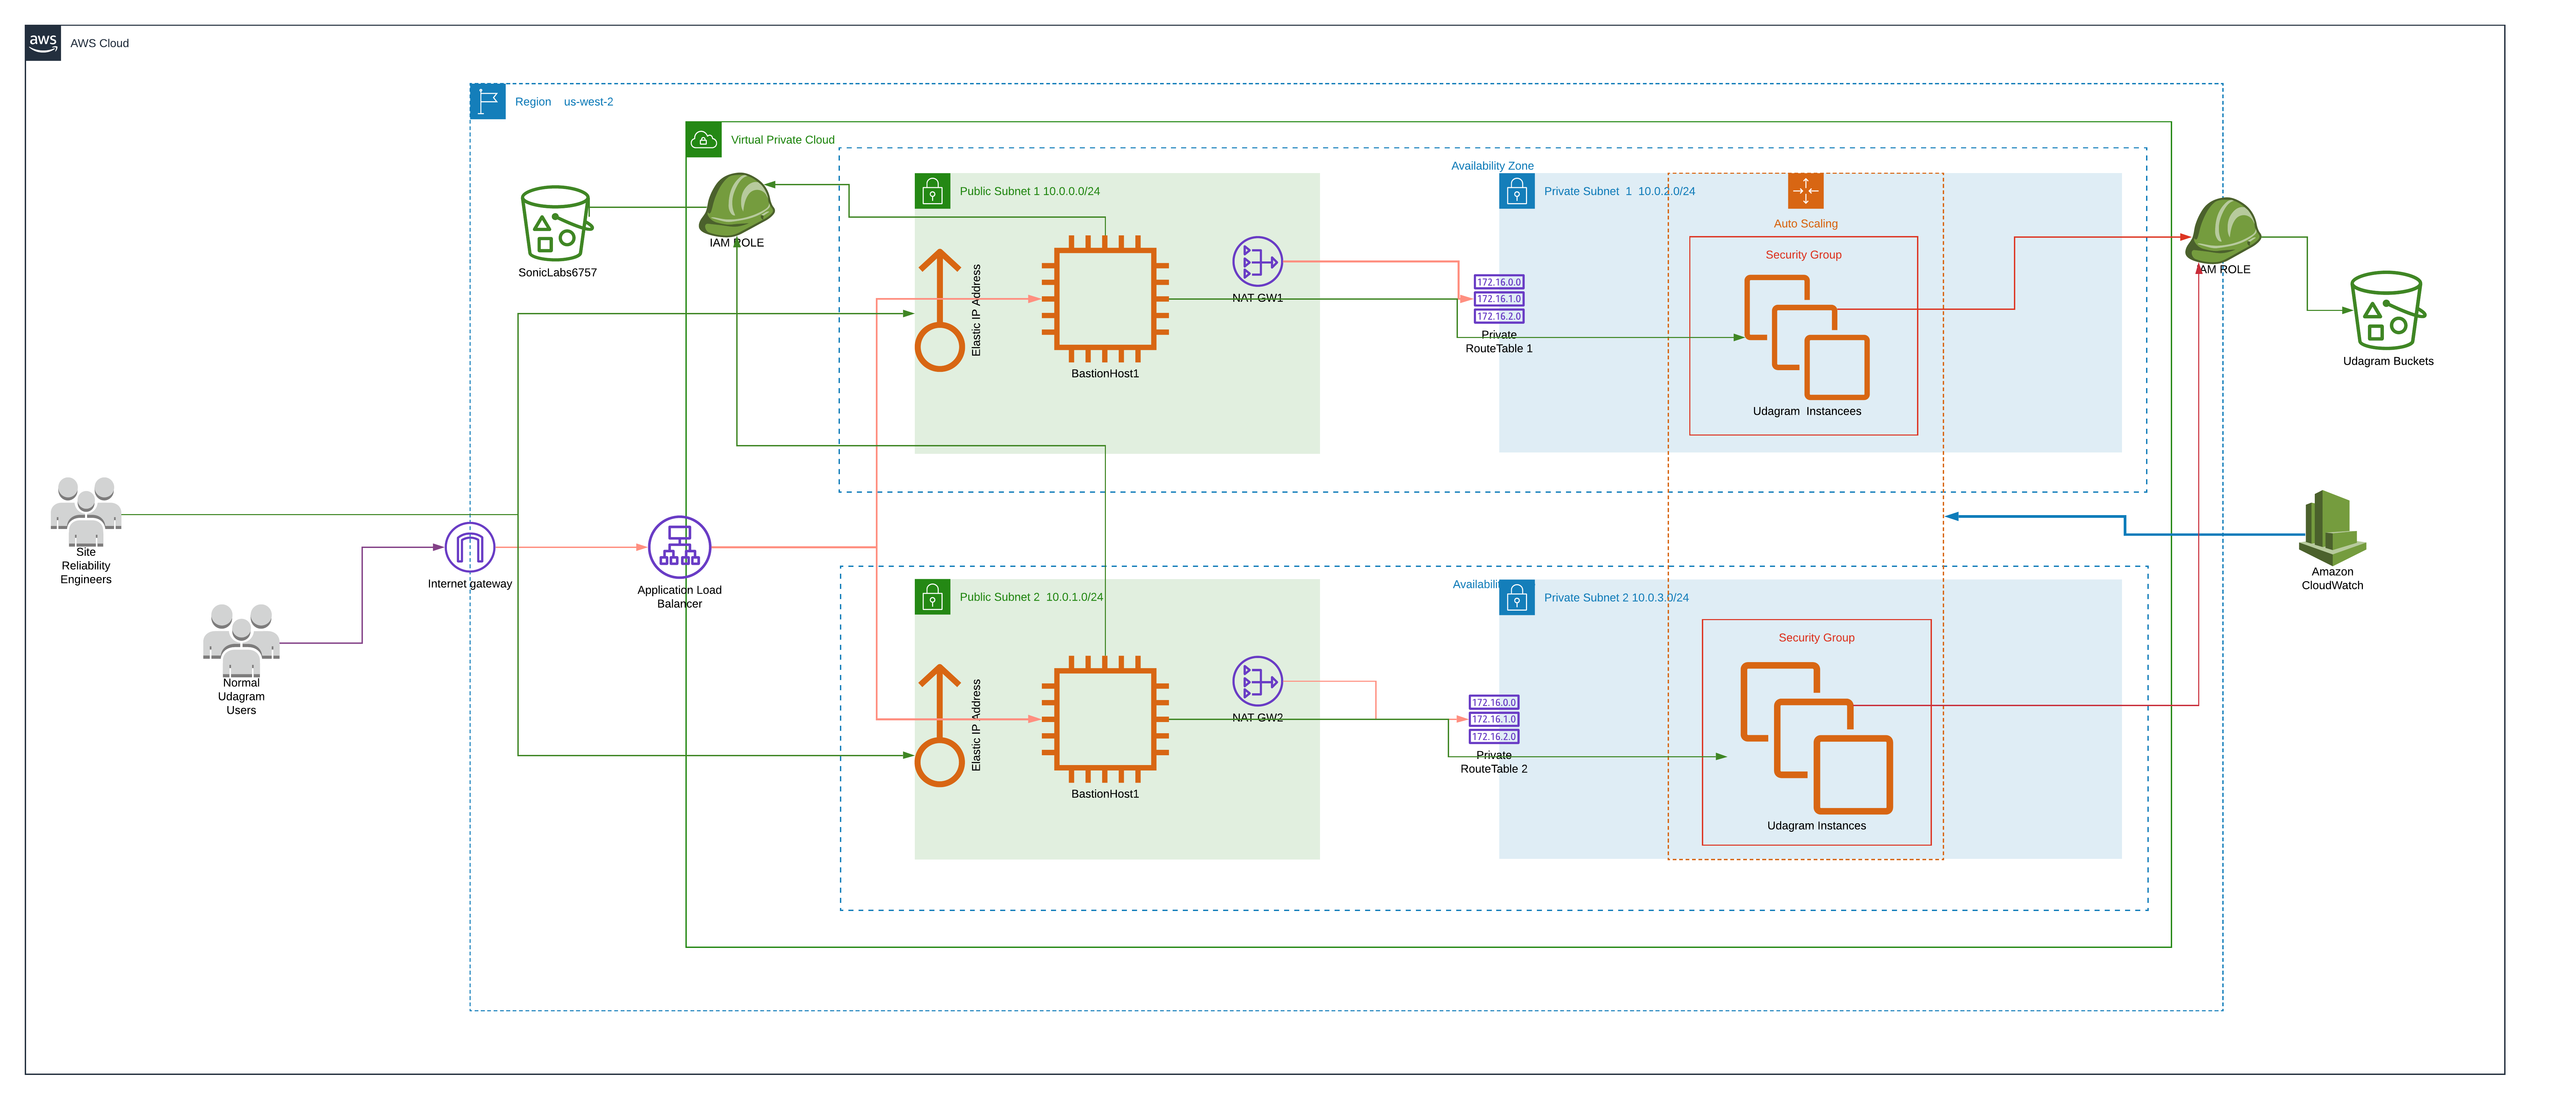 aws
AWS Cloud
Region us-west-2
Virtual Private Cloud
Availability Zone
Public Subnet 1 10.0.0.0/24
Private Subnet 1 10.0.2.0/24
Auto Scaling
IAM ROLE
SonicLabs6757
Security Group
Elastic IP Address
NAT GW1
172.16.0.0
172.16.1.0
172.16.2.0
Private
RouteTable 1
BastionHost1
Udagram Instancees
AM ROLE
Udagram Buckets
Site
Reliability
Engineers
Internet gateway
Application Load
Balancer
Normal
Udagram
Users
Amazon
CloudWatch
Availabili
Public Subnet 2 10.0.1.0/24
Private Subnet 2 10.0.3.0/24
Security Group
Elastic IP Address
NAT GW2
172.16.0.0
172.16.1.0
172.16.2.0
Private
RouteTable 2
BastionHost1
Udagram Instances